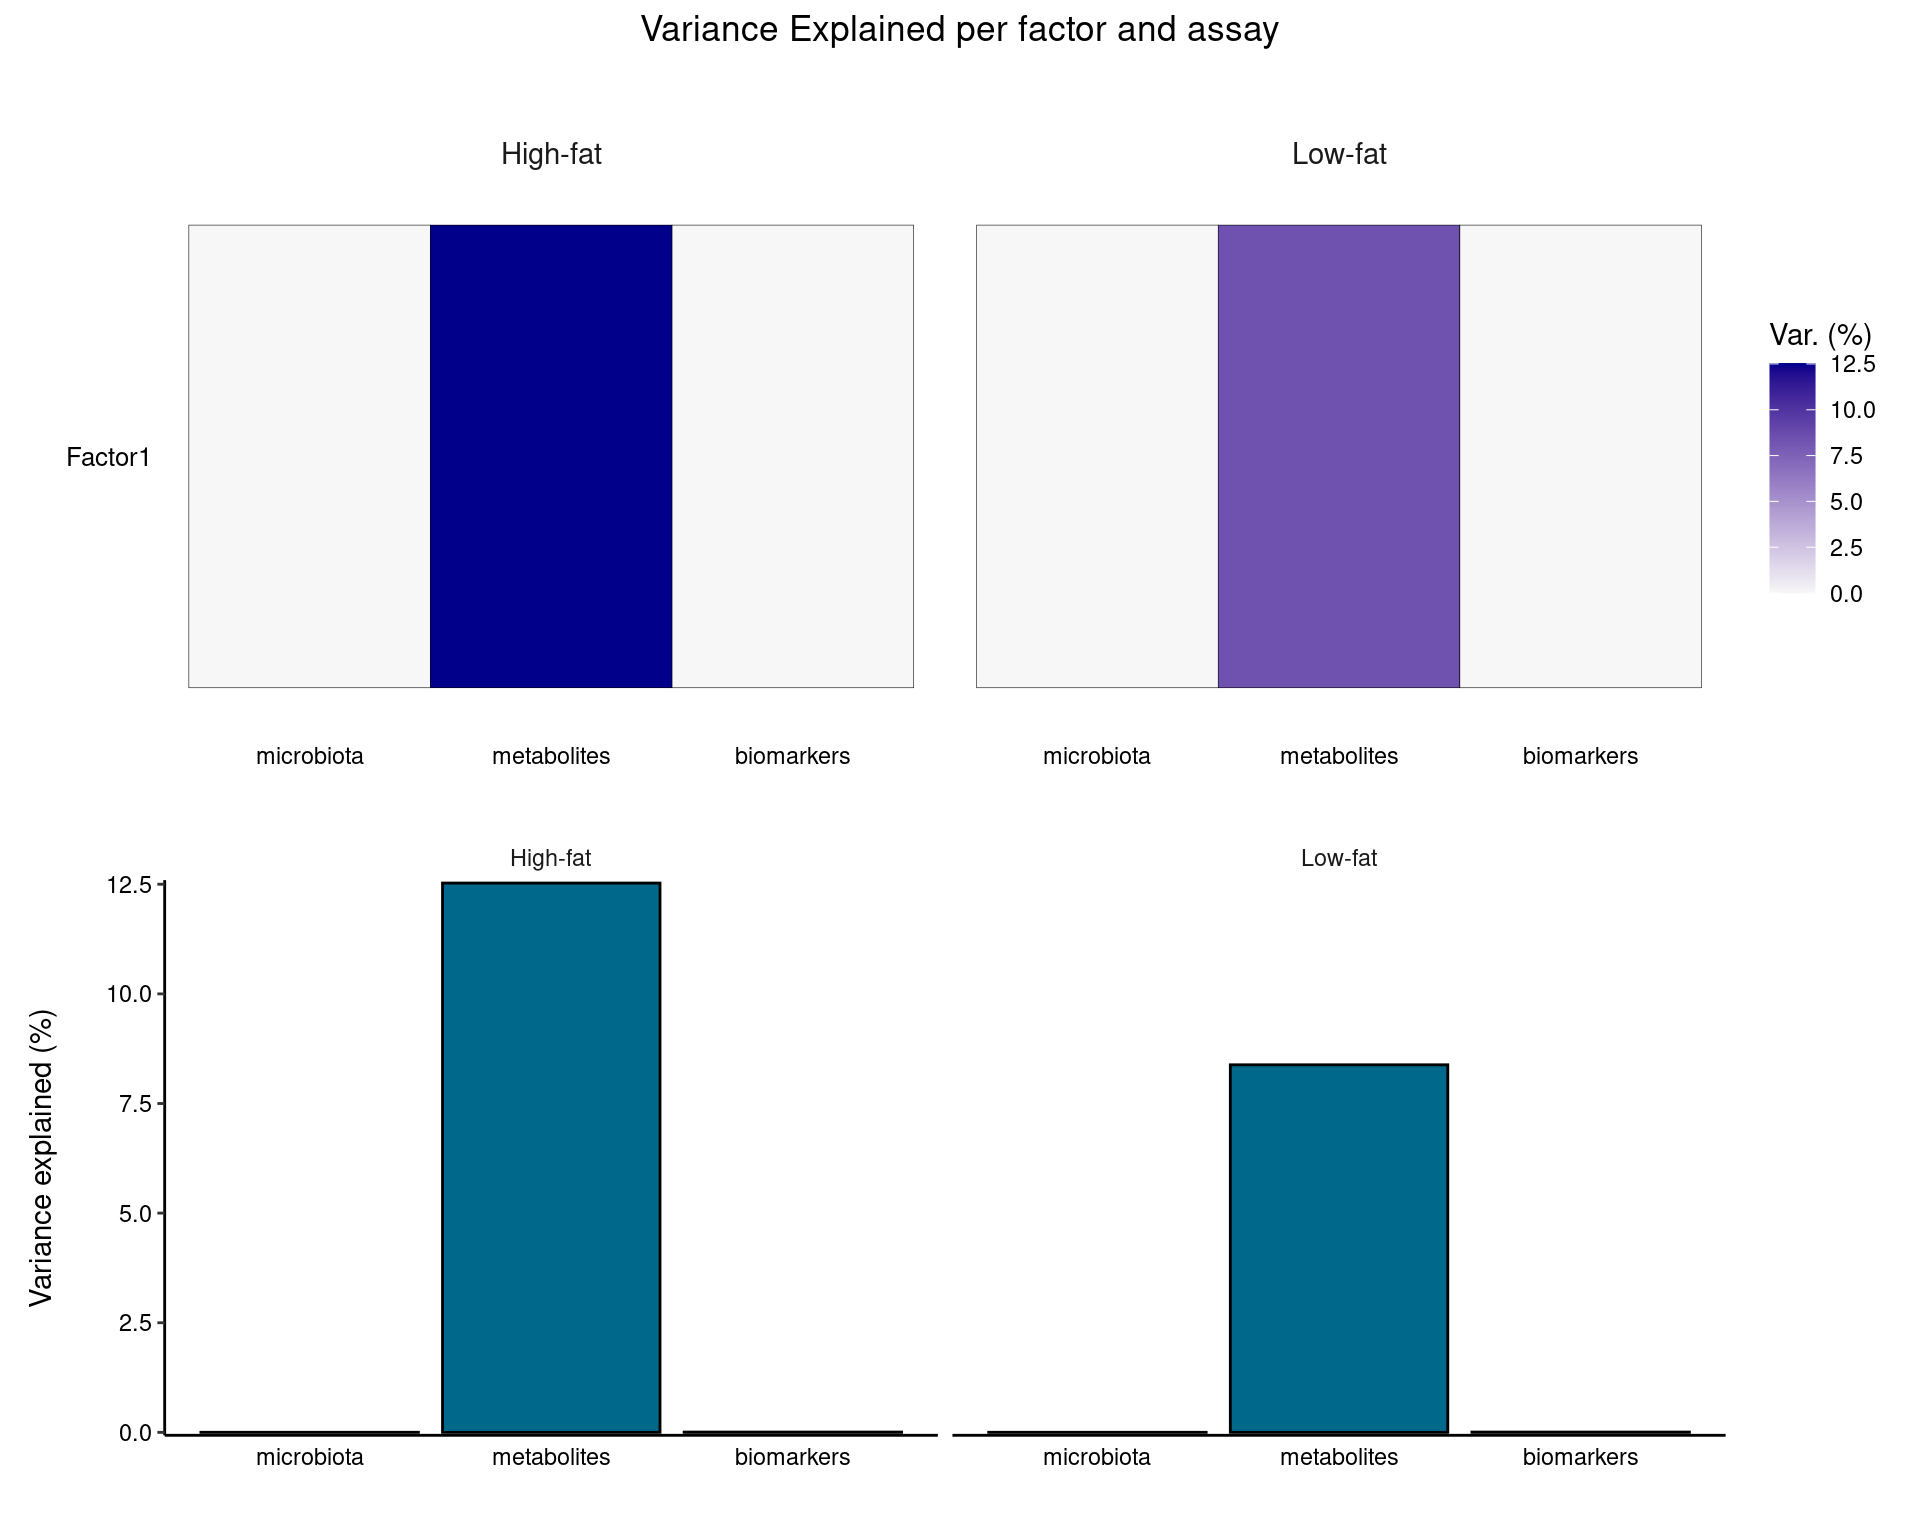 Variance Explained per factor and assay
High-fat
Low-fat
Var. (%)
12.5
10.0
7.5
5.0
2.5
0.0
Factor1
microbiota metabolites biomarkers
microbiota metabolites biomarkers
High-fat
Low-fat
Variance explained (%)
12.5
10.0
7.5
5.0
2.5
0.0
microbiota metabolites biomarkers
microbiota metabolites biomarkers